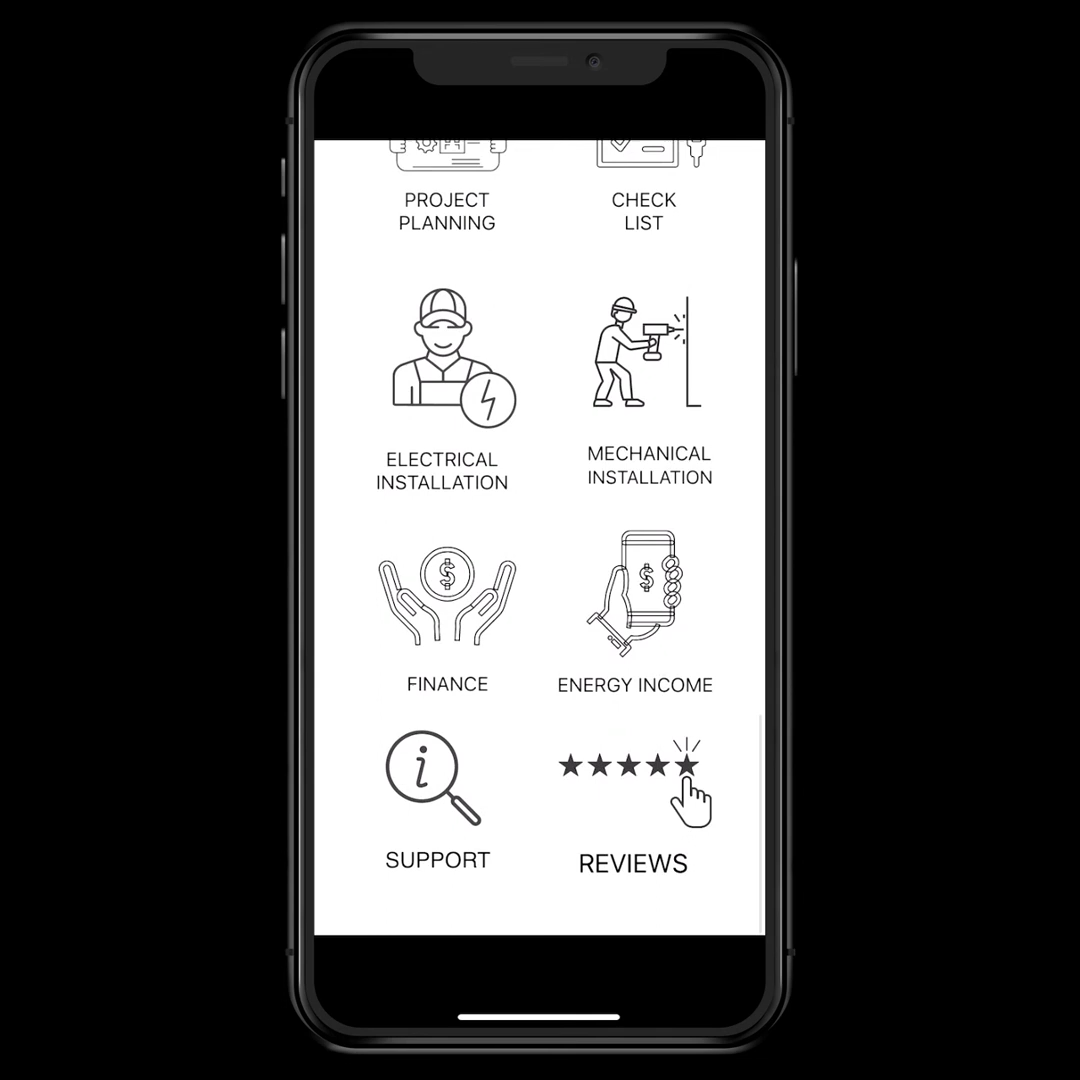 PROJECT
PLANNING
CHECK
LIST
ELECTRICAL
INSTALLATION
MECHANICAL
INSTALLATION
FINANCE
ENERGY INCOME
SUPPORT
REVIEWS